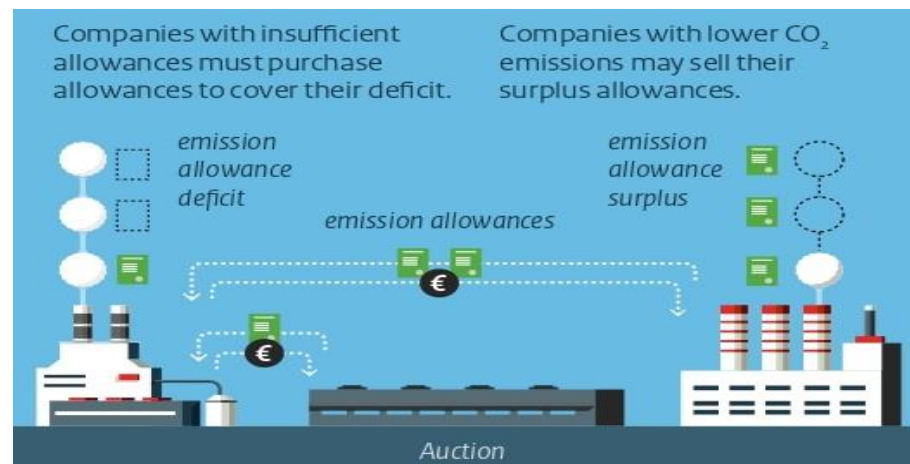 Companies with insufficient
allowances must purchase
allowances to cover their deficit.
Companies with lower CO₂
emissions may sell their
surplus allowances.
emission
allowance
deficit
emission
allowance
surplus
emission allowances
€
€
Auction